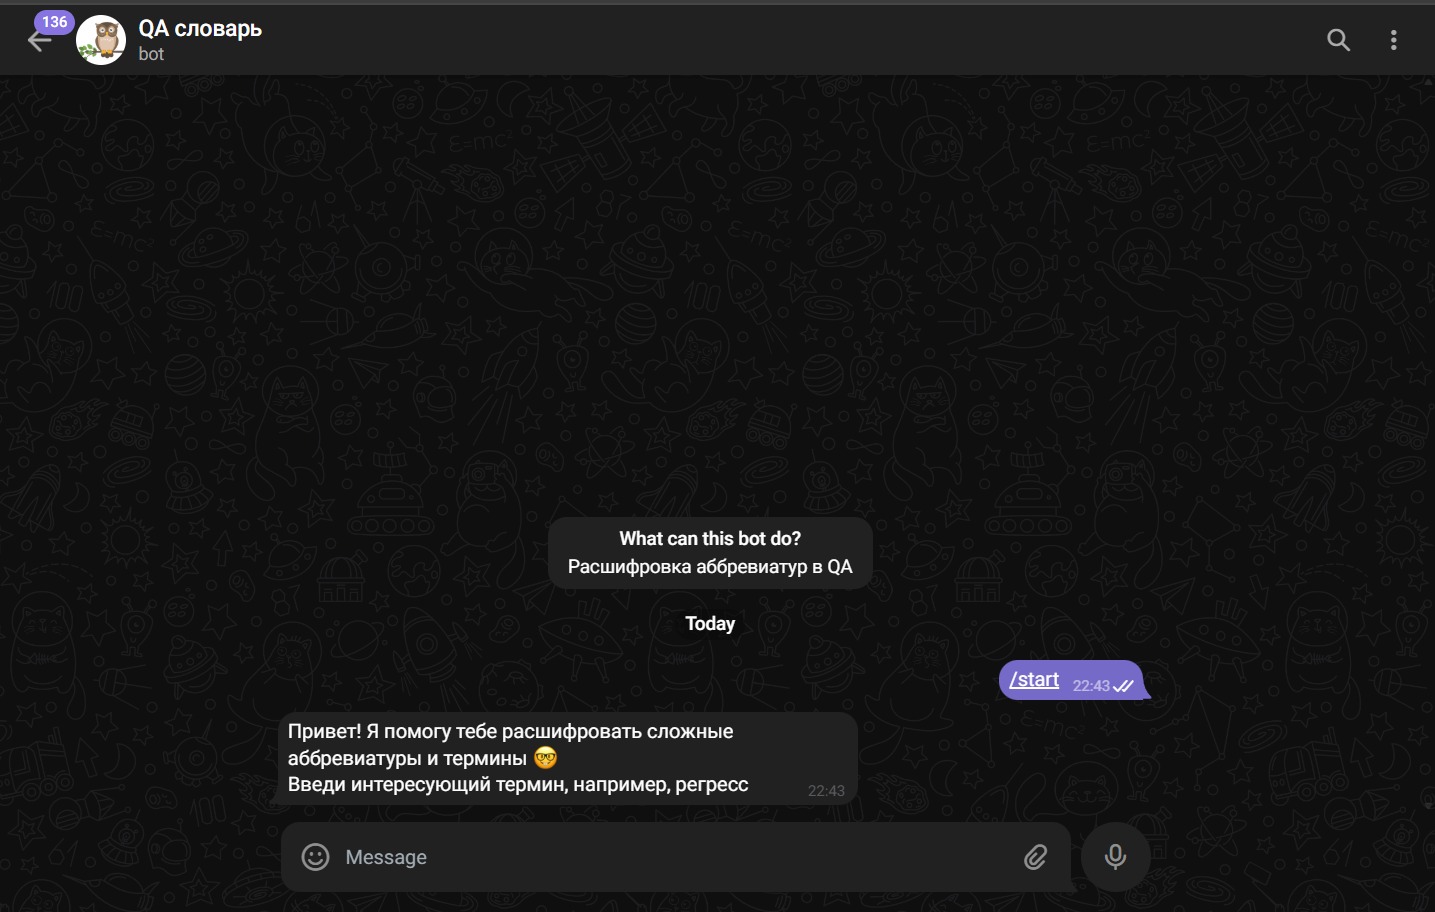 136
QA словарь
bot
What can this bot do?
Расшифровка аббревиатур в QA
Today
/start 22:43
Привет! Я помогу тебе расшифровать сложные
аббревиатуры и термины 🤓
Введи интересующий термин, например, регресс 22:43
Message